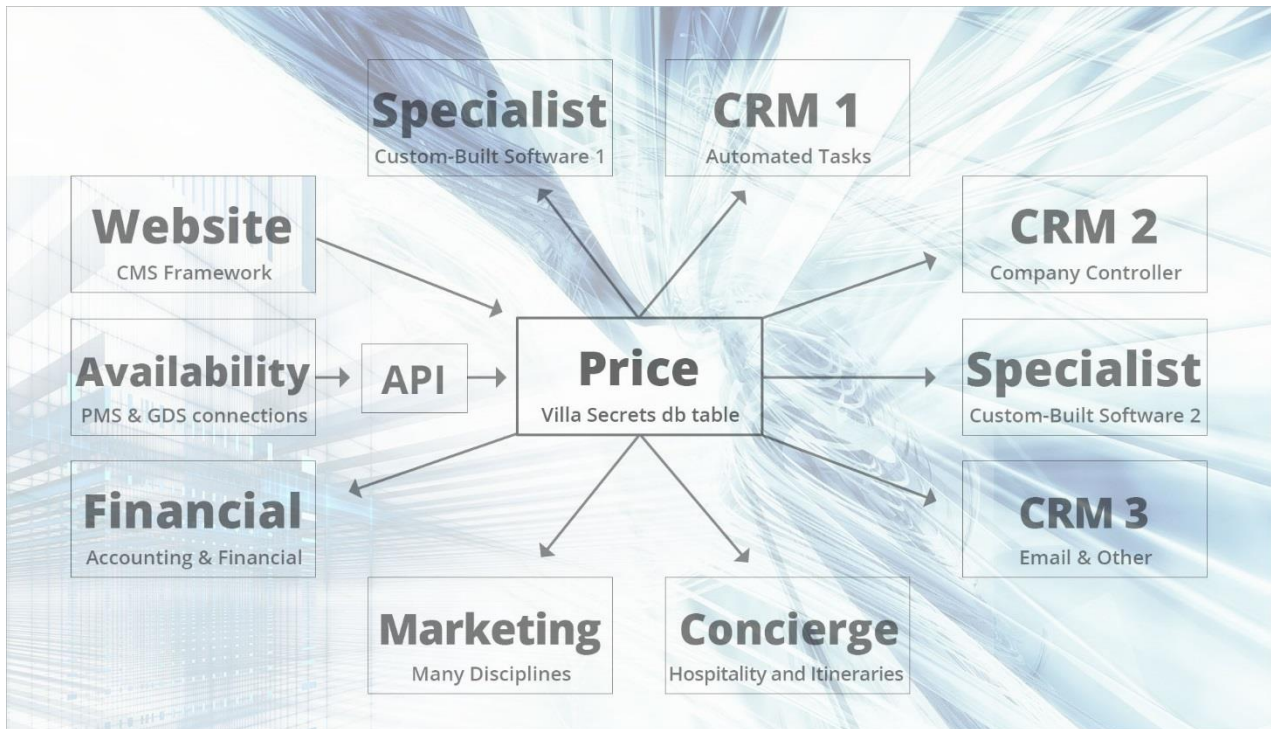 Specialist
Custom-Built Software 1
CRM 1
Automated Tasks
Website
CMS Framework
CRM 2
Company Controller
Availability
PMS & GDS connections
API
Price
Villa Secrets db table
Specialist
Custom-Built Software 2
Financial
Accounting & Financial
CRM 3
Email & Other
Marketing
Many Disciplines
Concierge
Hospitality and Itineraries